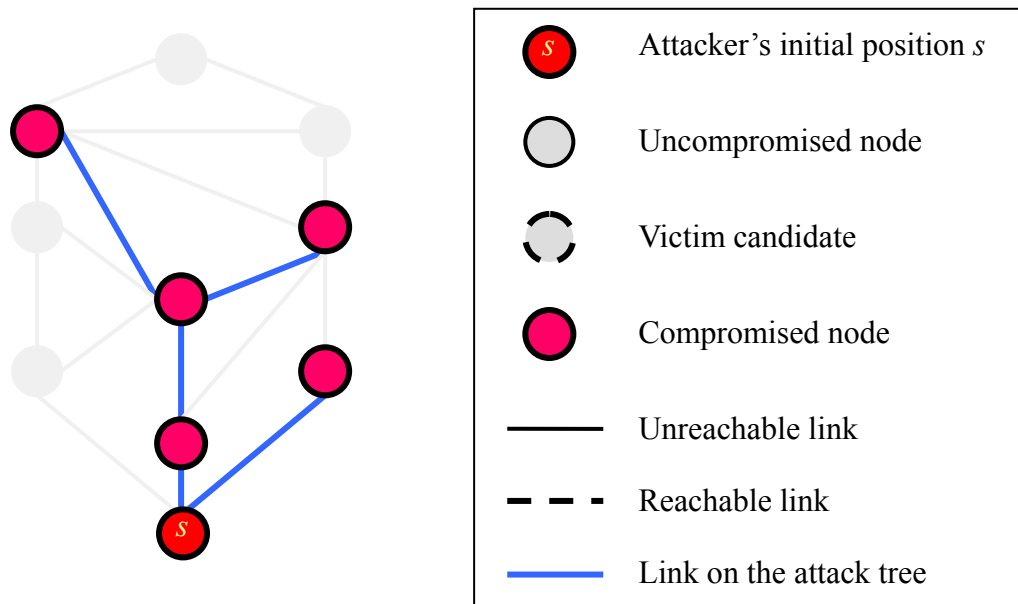 s
s
Attacker’s initial position s
Uncompromised node
Victim candidate
Compromised node
Unreachable link
Reachable link
Link on the attack tree